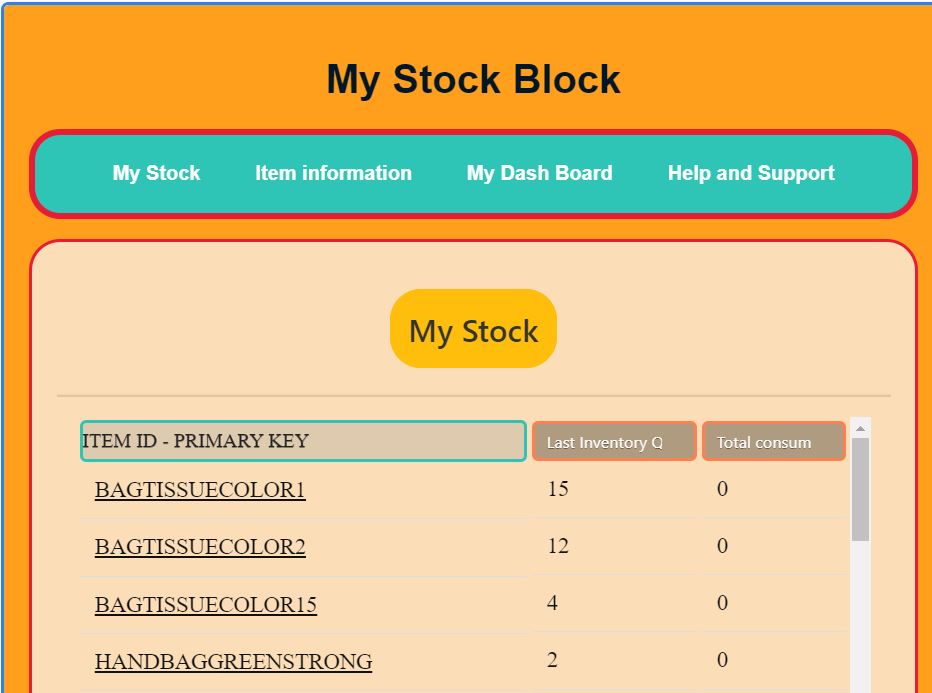 My Stock Block
My Stock Item information My Dash Board Help and Support
My Stock
ITEM ID - PRIMARY KEY Last Inventory Q Total consum
BAGTISSUECOLOR1 15 0
BAGTISSUECOLOR2 12 0
BAGTISSUECOLOR15 4 0
HANDBAGGREENSTRONG 2 0